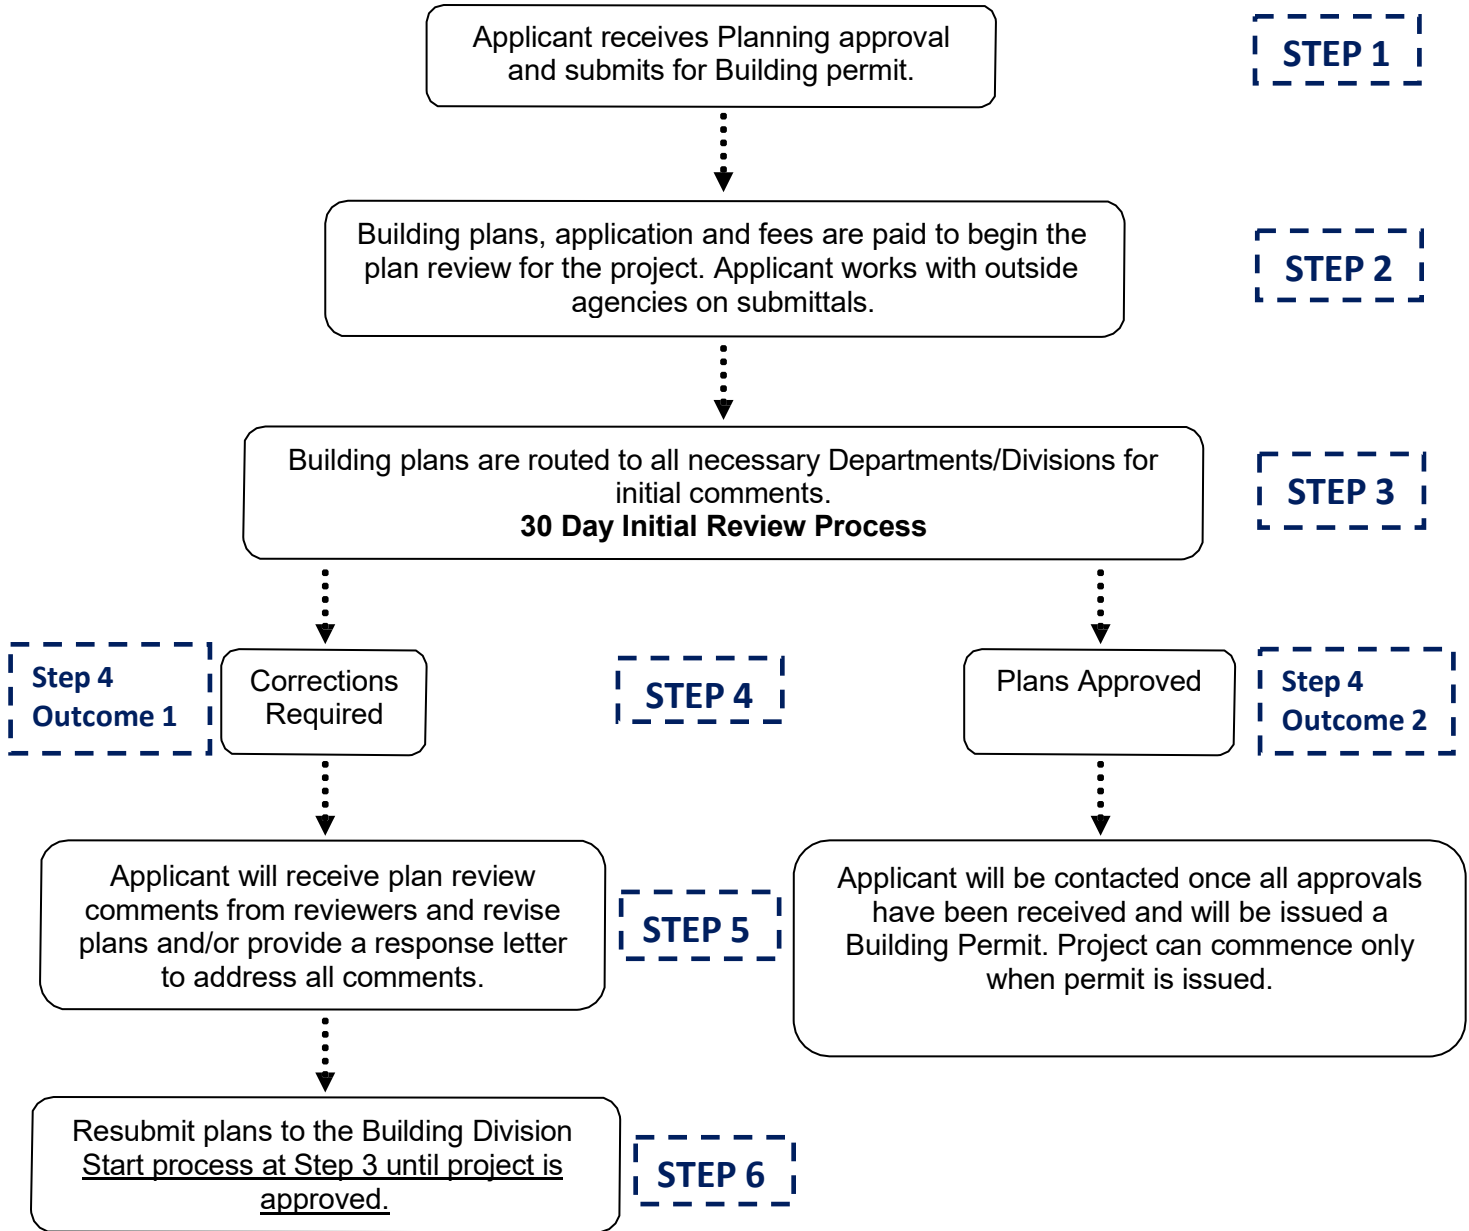 Applicant receives Planning approval
and submits for Building permit.
STEP 1
Building plans, application and fees are paid to begin the
plan review for the project. Applicant works with outside
agencies on submittals.
STEP 2
Building plans are routed to all necessary Departments/Divisions for
initial comments.
30 Day Initial Review Process
STEP 3
Step 4
Outcome 1
Corrections
Required
STEP 4
Plans Approved
Step 4
Outcome 2
Applicant will receive plan review
comments from reviewers and revise
plans and/or provide a response letter
to address all comments.
STEP 5
Applicant will be contacted once all approvals
have been received and will be issued a
Building Permit. Project can commence only
when permit is issued.
Resubmit plans to the Building Division
Start process at Step 3 until project is
approved.
STEP 6